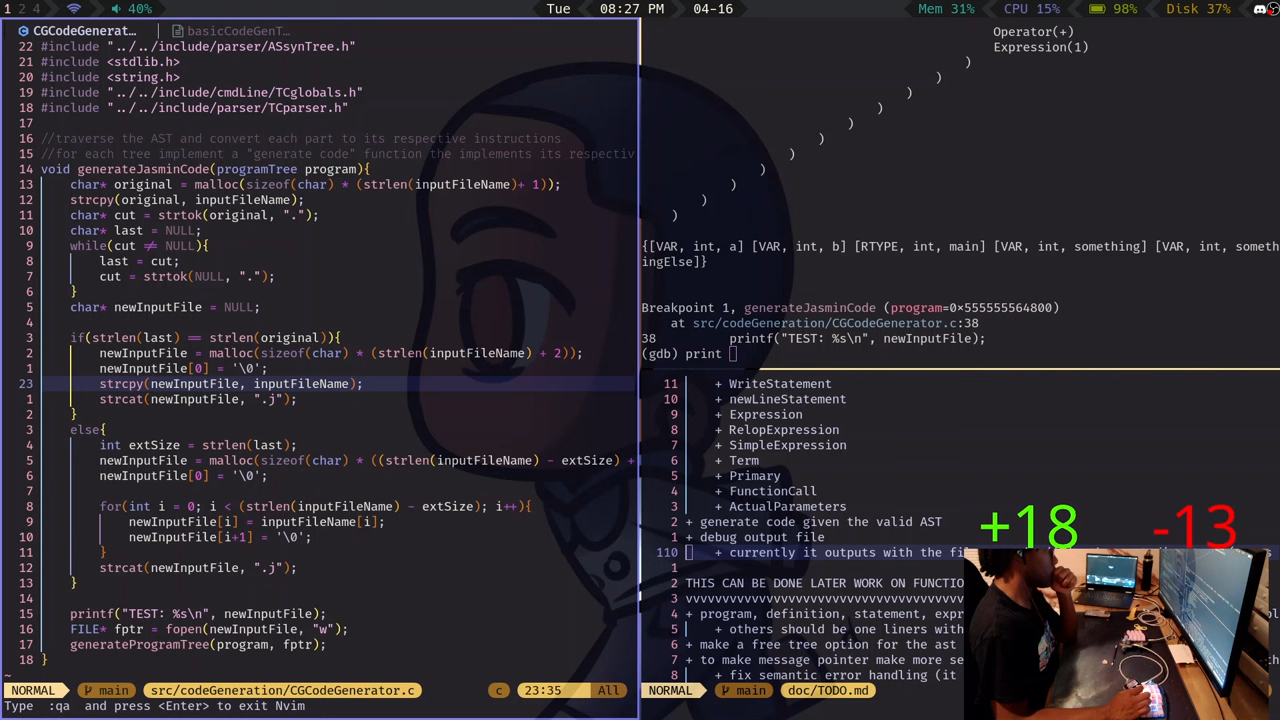 1 2 4 40% Tue 08:27 PM 04-16 Mem 31% CPU 15% 98% Disk 37%
CGCodeGenerat… basicCodeGenT…
22 #include "../../include/parser/ASsynTree.h"
21 #include <stdlib.h>
20 #include <string.h>
19 #include "../../include/cmdLine/TCglobals.h"
18 #include "../../include/parser/TCparser.h"
17
16 //traverse the AST and convert each part to its respective instructions
15 //for each tree implement a "generate code" function the implements its respectiv
14 void generateJasminCode(programTree program){
13 char* original = malloc(sizeof(char) * (strlen(inputFileName)+ 1));
12 strcpy(original, inputFileName);
11 char* cut = strtok(original, ".");
10 char* last = NULL;
9 while(cut ≠ NULL){
8 last = cut;
7 cut = strtok(NULL, ".");
6 }
5 char* newInputFile = NULL;
4
3 if(strlen(last) == strlen(original)){
2 newInputFile = malloc(sizeof(char) * (strlen(inputFileName) + 2));
1 newInputFile[0] = '\0';
23 strcpy(newInputFile, inputFileName);
1 strcat(newInputFile, ".j");
2 }
3 else{
4 int extSize = strlen(last);
5 newInputFile = malloc(sizeof(char) * ((strlen(inputFileName) - extSize) +
6 newInputFile[0] = '\0';
7
8 for(int i = 0; i < (strlen(inputFileName) - extSize); i++){
9 newInputFile[i] = inputFileName[i];
10 newInputFile[i+1] = '\0';
11 }
12 strcat(newInputFile, ".j");
13 }
14
15 printf("TEST: %s\n", newInputFile);
16 FILE* fptr = fopen(newInputFile, "w");
17 generateProgramTree(program, fptr);
18 }
~
NORMAL main src/codeGeneration/CGCodeGenerator.c c 23:35 All
Type :qa and press <Enter> to exit Nvim
Operator(+)
Expression(1)
)
)
)
)
)
)
)
)
)
)
)
{[VAR, int, a] [VAR, int, b] [RTYPE, int, main] [VAR, int, something] [VAR, int, someth
ingElse]}
Breakpoint 1, generateJasminCode (program=0×555555564800)
at src/codeGeneration/CGCodeGenerator.c:38
38 printf("TEST: %s\n", newInputFile);
(gdb) print
11 + WriteStatement
10 + newLineStatement
9 + Expression
8 + RelopExpression
7 + SimpleExpression
6 + Term
5 + Primary
4 + FunctionCall
3 + ActualParameters
2 + generate code given the valid AST
1 + debug output file
110 + currently it outputs with the fi
1
2 THIS CAN BE DONE LATER WORK ON FUNCTIO
3 vvvvvvvvvvvvvvvvvvvvvvvvvvvvvvvvvvvvvv
4 + program, definition, statement, expr
5 + others should be one liners with
6 + make a free tree option for the ast
7 + to make message pointer make more se
8 + fix semantic error handling (it
NORMAL main doc/TODO.md
+18 -13